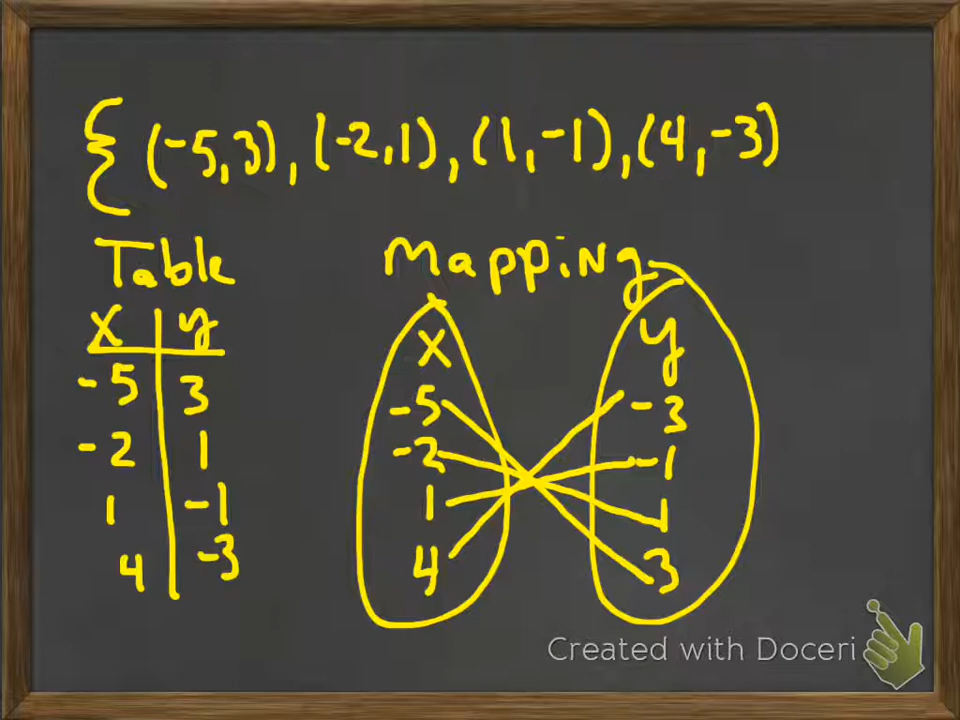 { (-5,3), (-2,1), (1,-1), (4,-3)
Table
x y
-5 3
-2 1
1 -1
4 -3
Mapping
x y
-5 -3
-2 -1
1 1
4 3
Created with Doceri